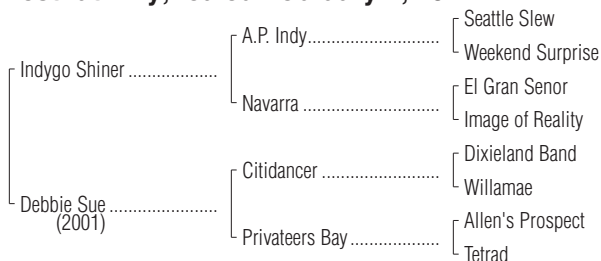 Seattle Slew
A.P. Indy
Weekend Surprise
Indygo Shiner
El Gran Senor
Navarra
Image of Reality
Dixieland Band
Citidancer
Willamae
Debbie Sue
(2001)
Allen's Prospect
Privateers Bay
Tetrad